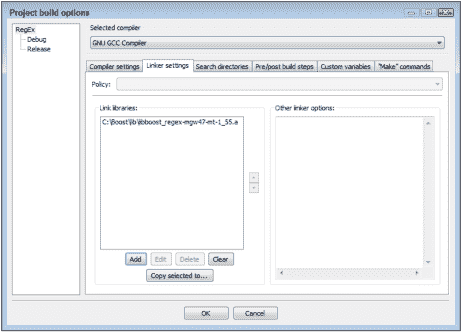 Project build options
RegEx
Debug
Release
Selected compiler
GNU GCC Compiler
Compiler settings
Linker settings
Search directories
Pre/post build steps
Custom variables
"Make" commands
Policy:
Link libraries:
C:\Boost\lib\libboost_regex-mgw47-mt-1_55.a
Add
Edit
Delete
Clear
Copy selected to...
Other linker options:
OK
Cancel